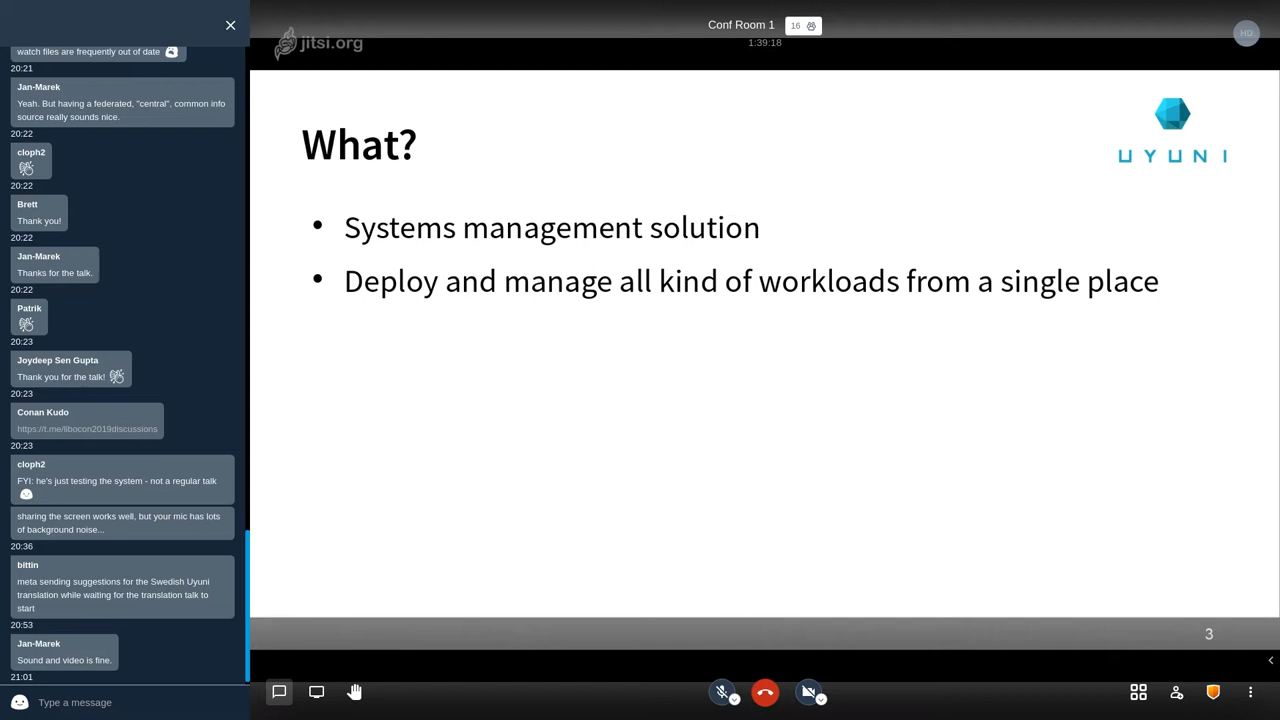 watch files are frequently out of date
20:21
Jan-Marek
Yeah. But having a federated, "central", common info
source really sounds nice.
20:22
cloph2
20:22
Brett
Thank you!
20:22
Jan-Marek
Thanks for the talk.
20:22
Patrik
20:23
Joydeep Sen Gupta
Thank you for the talk!
20:23
Conan Kudo
https://t.me/libocon2019discussions
20:23
cloph2
FYI: he's just testing the system - not a regular talk
sharing the screen works well, but your mic has lots
of background noise...
20:36
bittin
meta sending suggestions for the Swedish Uyuni
translation while waiting for the translation talk to
start
20:53
Jan-Marek
Sound and video is fine.
21:01
Type a message
jitsi.org
Conf Room 1
16
1:39:18
HD
What?
UYUNI
• Systems management solution
• Deploy and manage all kind of workloads from a single place
3